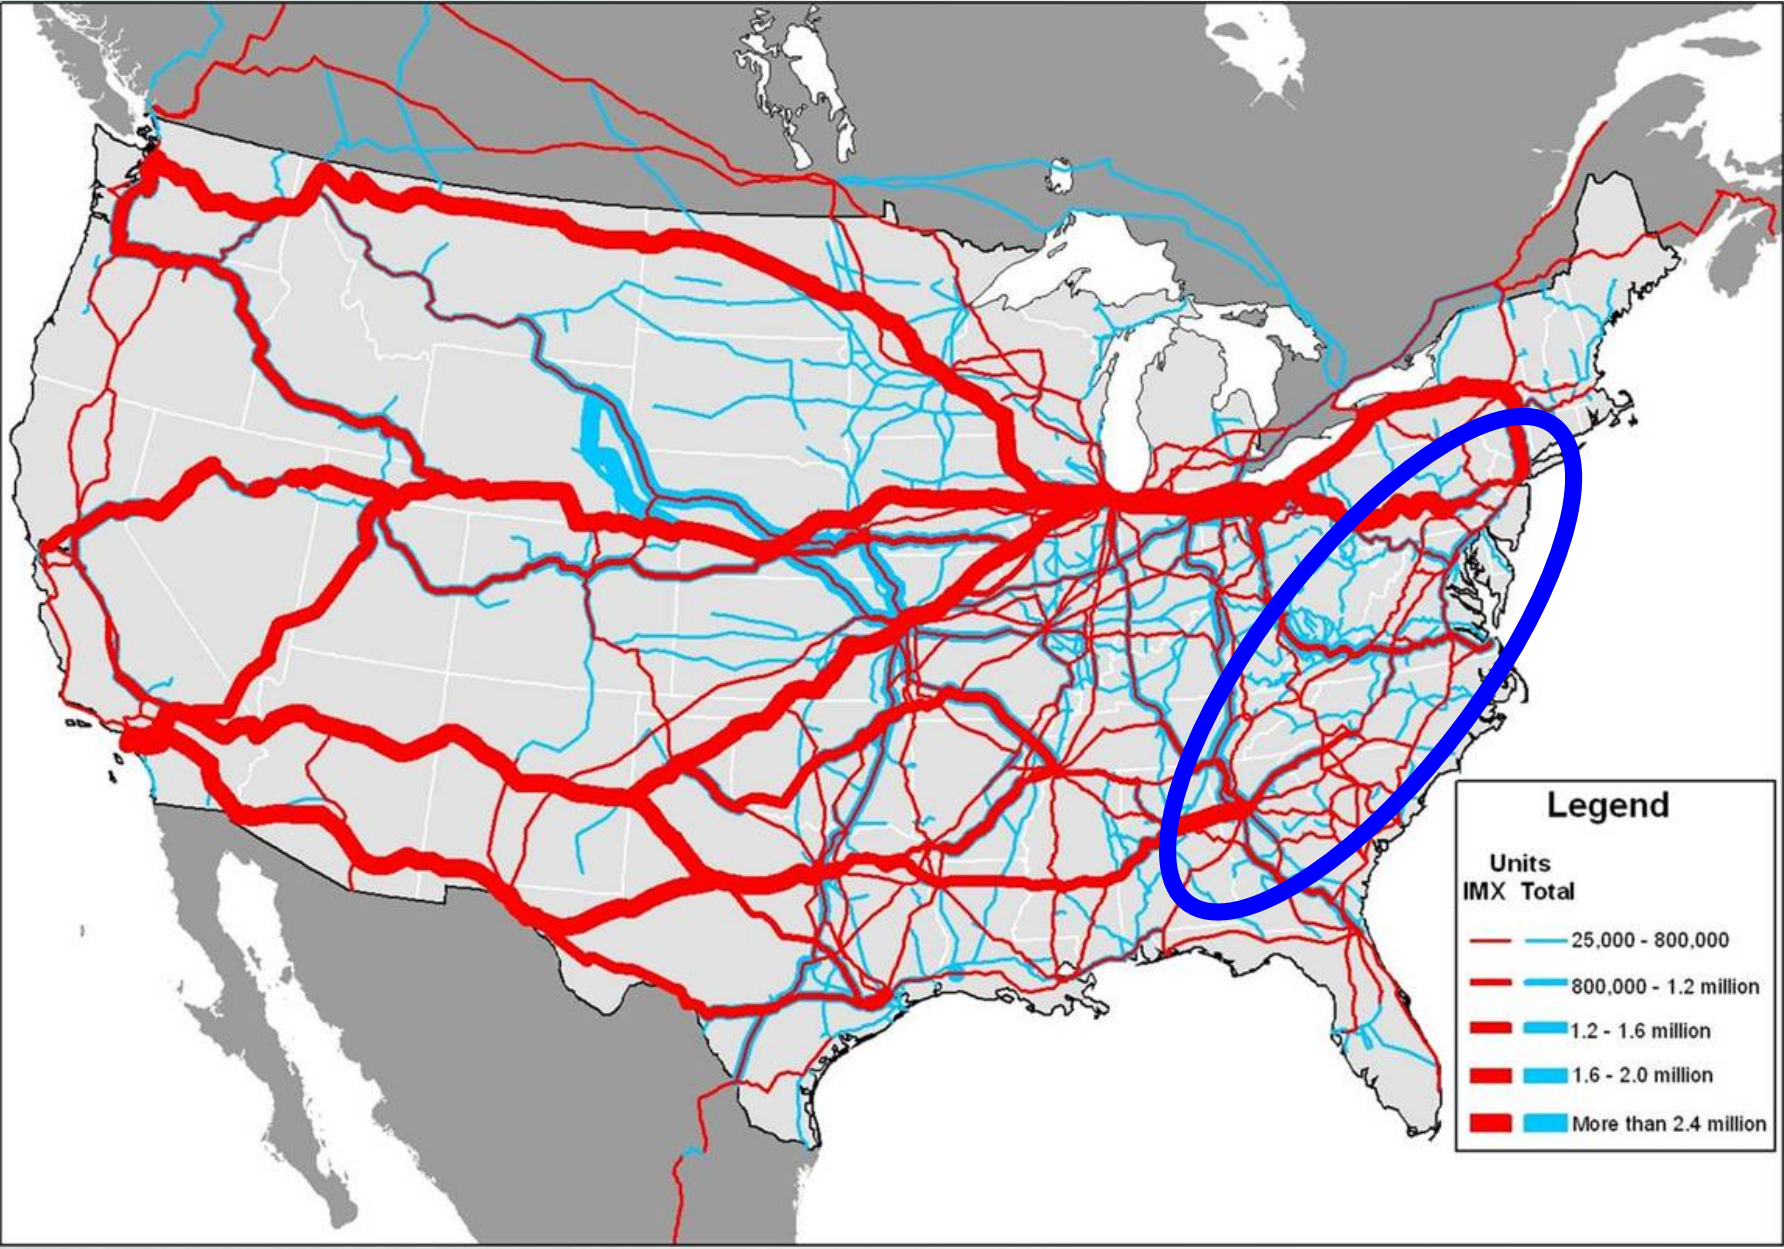 Legend
Units
IMX Total
25,000 - 800,000
800,000 - 1.2 million
1.2 - 1.6 million
1.6 - 2.0 million
More than 2.4 million